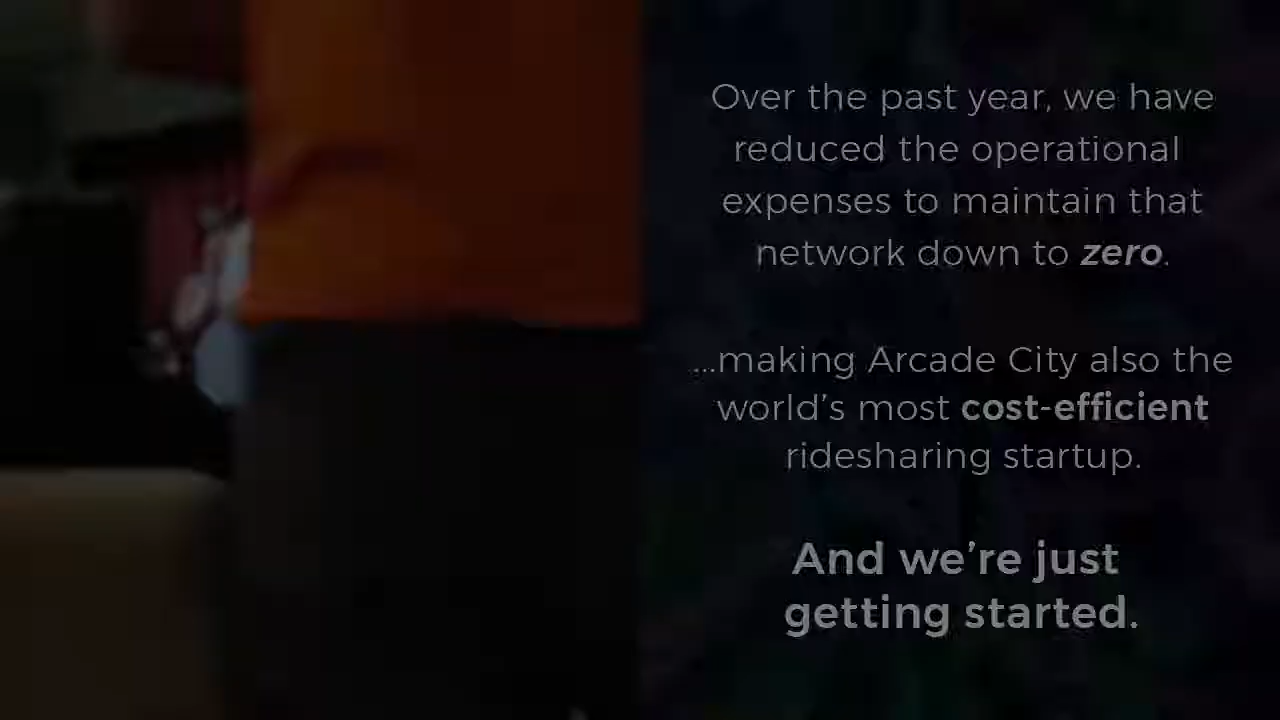 Over the past year, we have
reduced the operational
expenses to maintain that
network down to zero.
...making Arcade City also the
world's most cost-efficient
ridesharing startup.
And we're just
getting started.